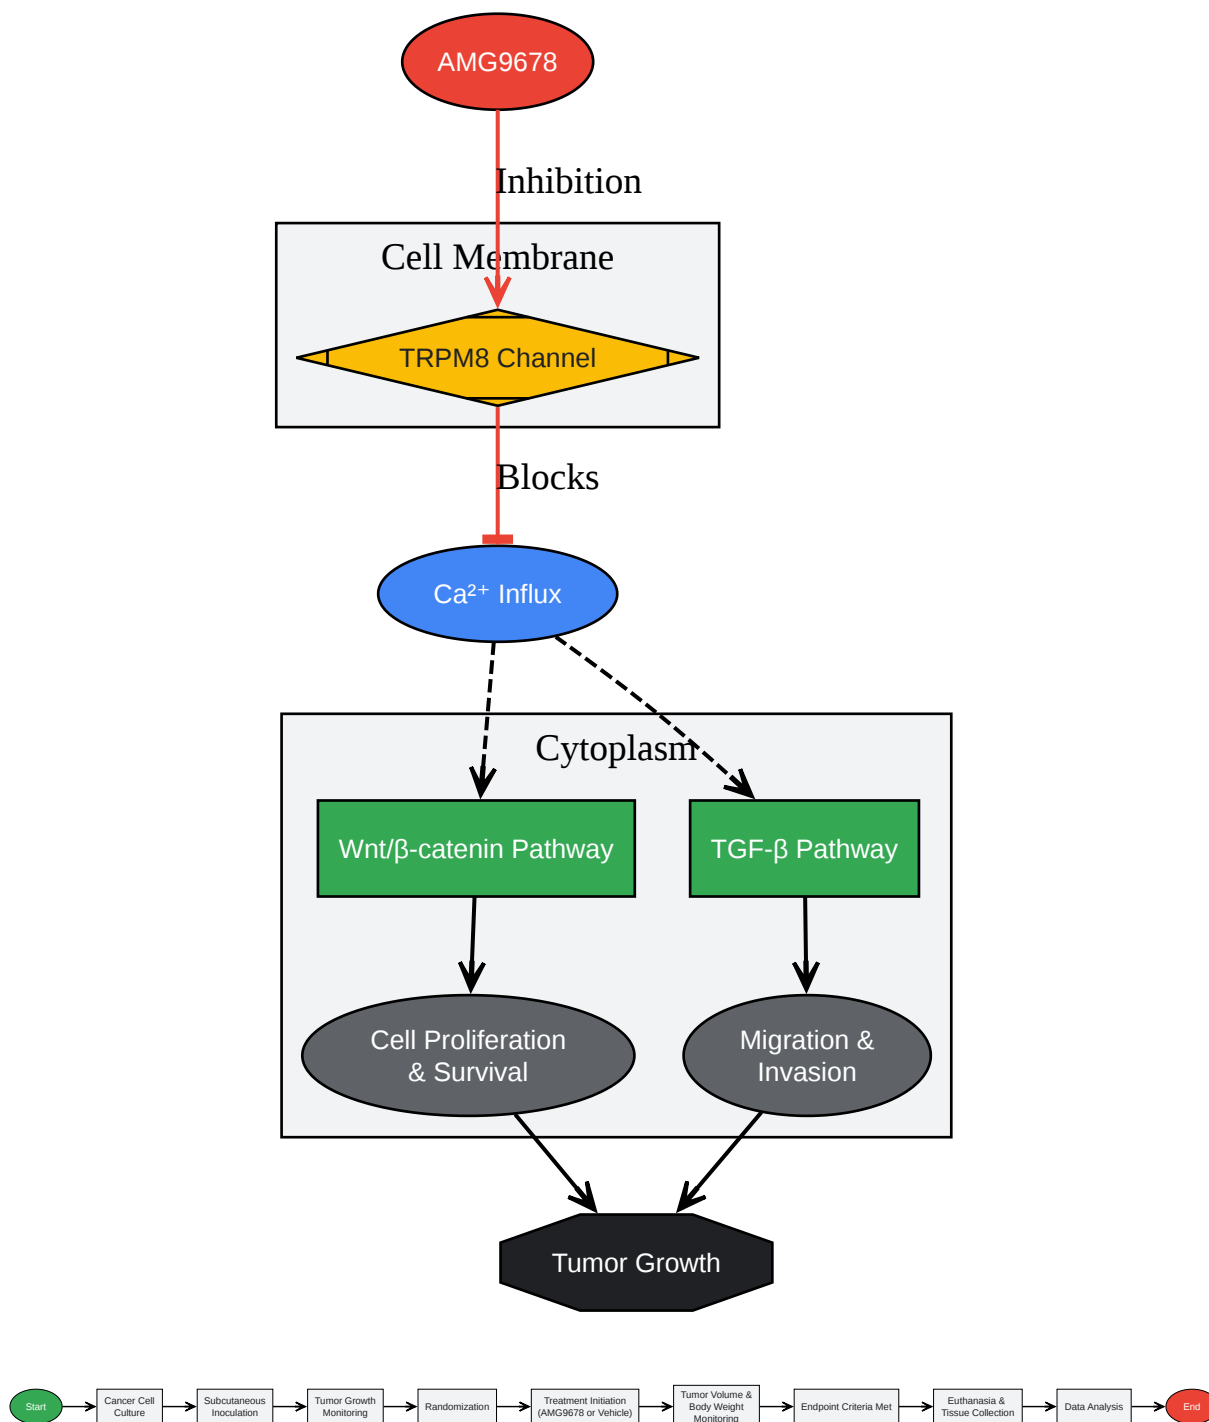 AMG9678
Inhibition
Cell Membrane
TRPM8 Channel
Blocks
Ca²⁺ Influx
Cytoplasm
Wnt/β-catenin Pathway
TGF-β Pathway
Cell Proliferation
& Survival
Migration &
Invasion
Tumor Growth
Start
Cancer Cell
Culture
Subcutaneous
Inoculation
Tumor Growth
Monitoring
Randomization
Treatment Initiation
(AMG9678 or Vehicle)
Tumor Volume &
Body Weight
Monitoring
Endpoint Criteria Met
Euthanasia &
Tissue Collection
Data Analysis
End